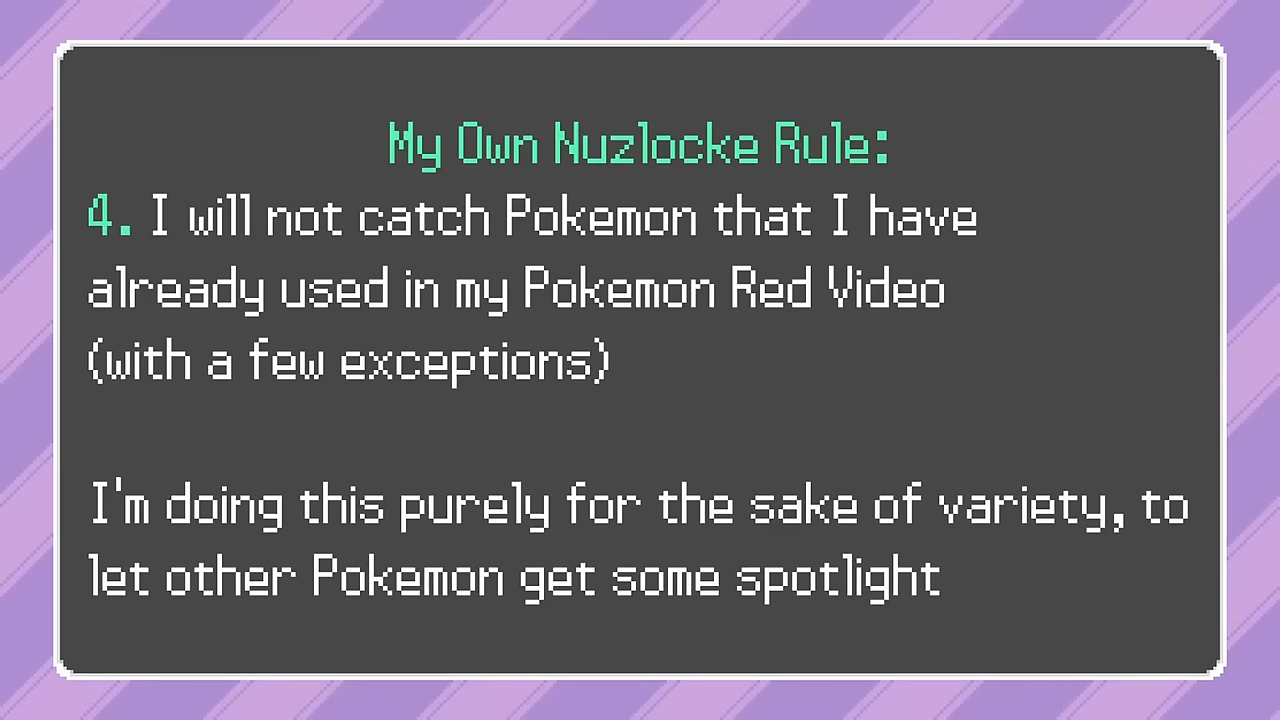 My Own Nuzlocke Rule:
4. I will not catch Pokemon that I have
already used in my Pokemon Red Video
(with a few exceptions)
I'm doing this purely for the sake of variety, to
let other Pokemon get some spotlight